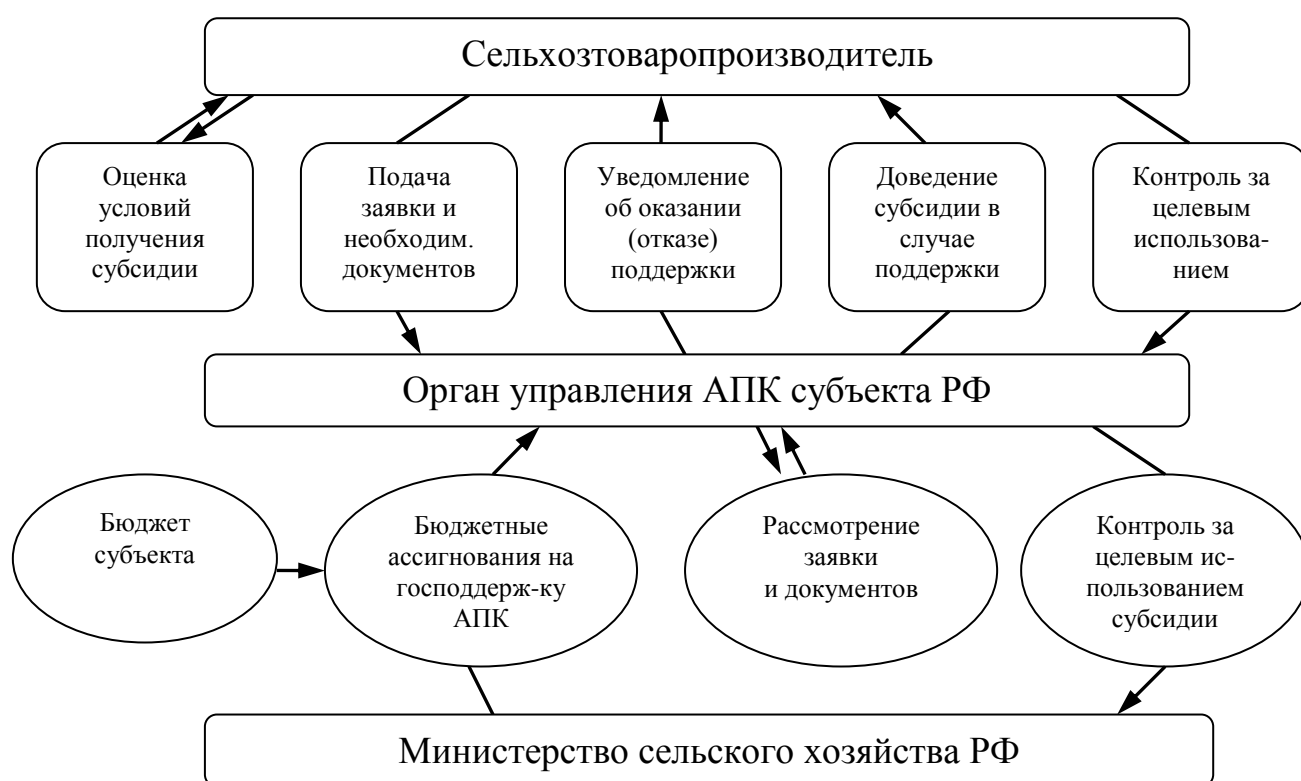 Сельхозтоваропроизводитель
Оценка
условий
получения
субсидии
Подача
заявки и
необходим.
документов
Уведомление
об оказании
(отказе)
поддержки
Доведение
субсидии в
случае
поддержки
Контроль за
целевым
использова-
нием
Орган управления АПК субъекта РФ
Бюджет
субъекта
Бюджетные
ассигнования на
господдерж-ку
АПК
Рассмотрение
заявки
и документов
Контроль за
целевым ис-
пользованием
субсидии
Министерство сельского хозяйства РФ